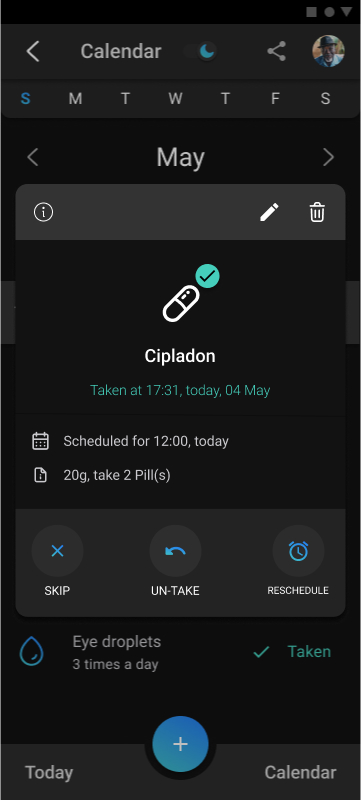 Calendar
S M T W T F S
May
Cipladon
Taken at 17:31, today, 04 May
Scheduled for 12:00, today
20g, take 2 Pill(s)
SKIP UN-TAKE RESCHEDULE
Eye droplets
3 times a day
Taken
Today Calendar